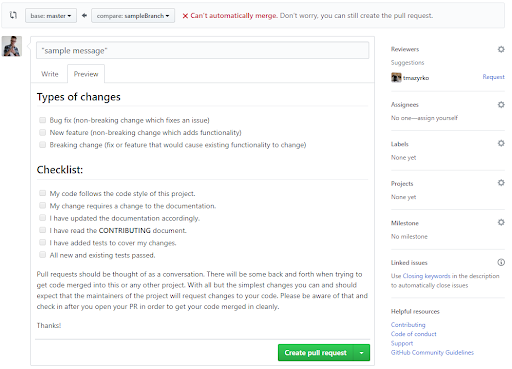 base: master compare: sampleBranch Can't automatically merge. Don't worry, you can still create the pull request.
"sample message"
Write Preview
Types of changes
Bug fix (non-breaking change which fixes an issue)
New feature (non-breaking change which adds functionality)
Breaking change (fix or feature that would cause existing functionality to change)
Checklist:
My code follows the code style of this project.
My change requires a change to the documentation.
I have updated the documentation accordingly.
I have read the CONTRIBUTING document.
I have added tests to cover my changes.
All new and existing tests passed.
Pull requests should be thought of as a conversation. There will be some back and forth when trying to
get code merged into this or any other project. With all but the simplest changes you can and should
expect that the maintainers of the project will request changes to your code. Please be aware of that and
check in after you open your PR in order to get your code merged in cleanly.
Thanks!
Create pull request
Reviewers
Suggestions
tmazyrko Request
Assignees
No one—assign yourself
Labels
None yet
Projects
None yet
Milestone
No milestone
Linked issues
Use Closing keywords in the description
to automatically close issues
Helpful resources
Contributing
Code of conduct
Support
GitHub Community Guidelines